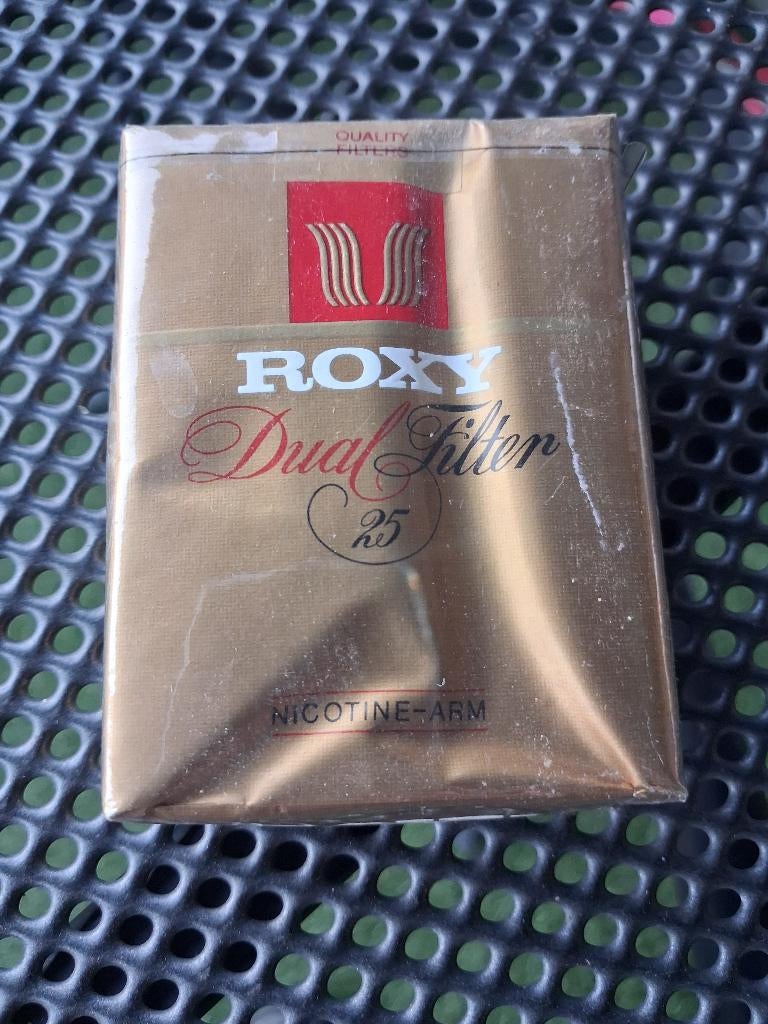 QUALITY
FILTERS
ROXY
Dual Filter
25
NICOTINE-ARM